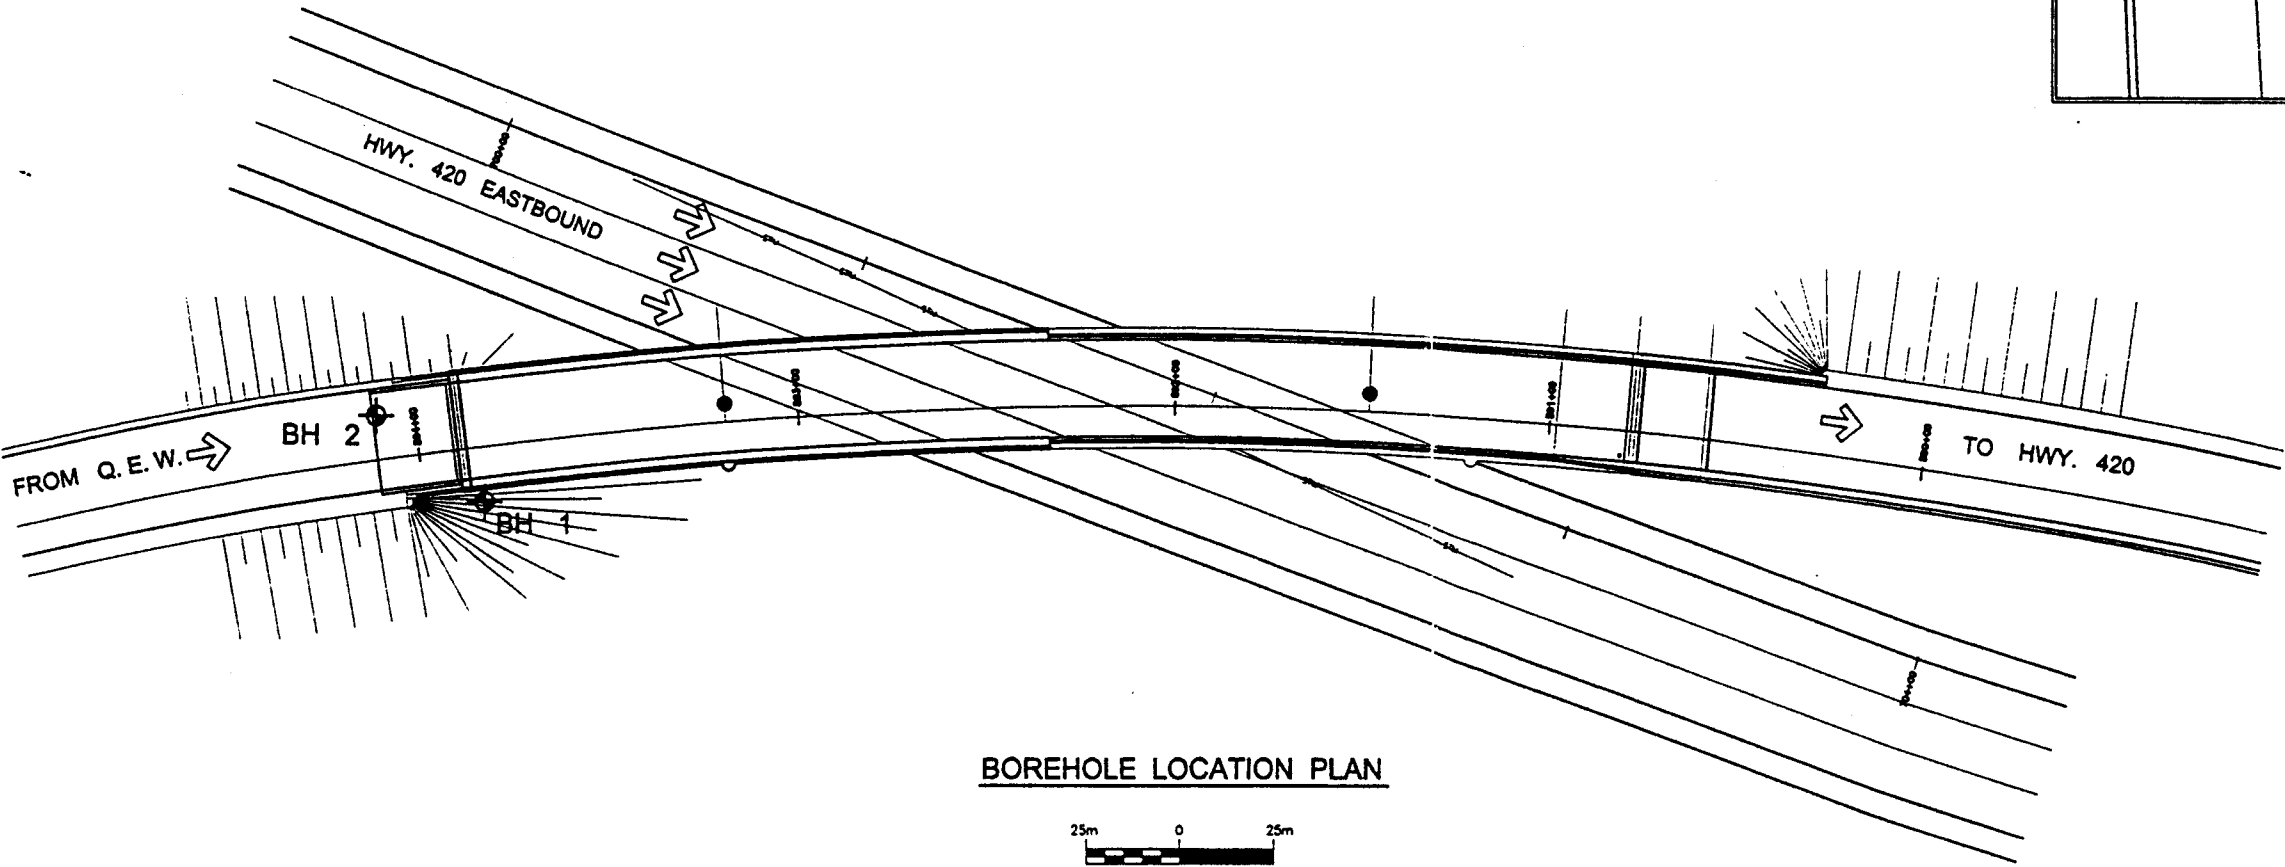 HWY. 420 EASTBOUND
BH 2
FROM Q.E.W.
BH 1
TO HWY. 420
BOREHOLE LOCATION PLAN
25m 0 25m